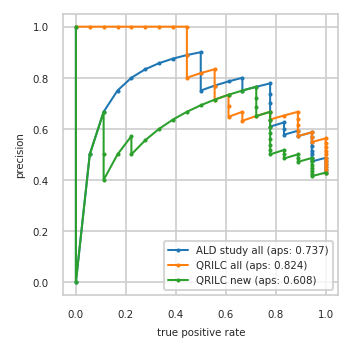 1.0
0.8
0.6
0.4
0.2
0.0
precision
0.0 0.2 0.4 0.6 0.8 1.0
true positive rate
ALD study all (aps: 0.737)
QRILC all (aps: 0.824)
QRILC new (aps: 0.608)